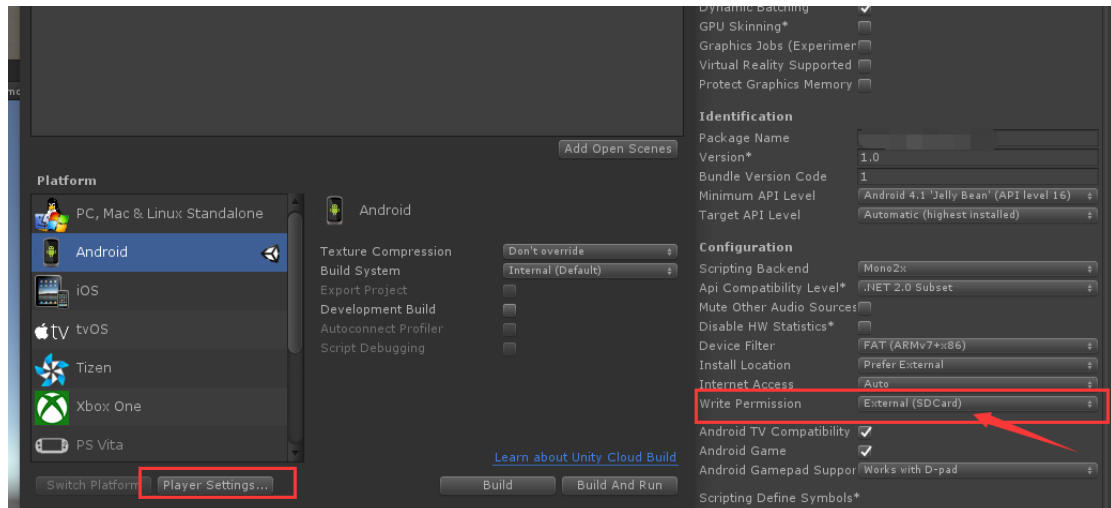 Add Open Scenes
Platform
PC, Mac & Linux Standalone
Android
iOS
tv tvOS
Tizen
Xbox One
PS Vita
Switch Platform
Player Settings...
Android
Texture Compression Don't override
Build System Internal (Default)
Export Project
Development Build
Autoconnect Profiler
Script Debugging
Learn about Unity Cloud Build
Build
Build And Run
Dynamic Batching
GPU Skinning*
Graphics Jobs (Experimen
Virtual Reality Supported
Protect Graphics Memory
Identification
Package Name
Version* 1.0
Bundle Version Code 1
Minimum API Level Android 4.1 'Jelly Bean' (API level 16)
Target API Level Automatic (highest installed)
Configuration
Scripting Backend Mono2x
Api Compatibility Level* .NET 2.0 Subset
Mute Other Audio Sources
Disable HW Statistics*
Device Filter FAT (ARMv7+x86)
Install Location Prefer External
Internet Access Auto
Write Permission External (SDCard)
Android TV Compatibility
Android Game
Android Gamepad Suppor Works with D-pad
Scripting Define Symbols*